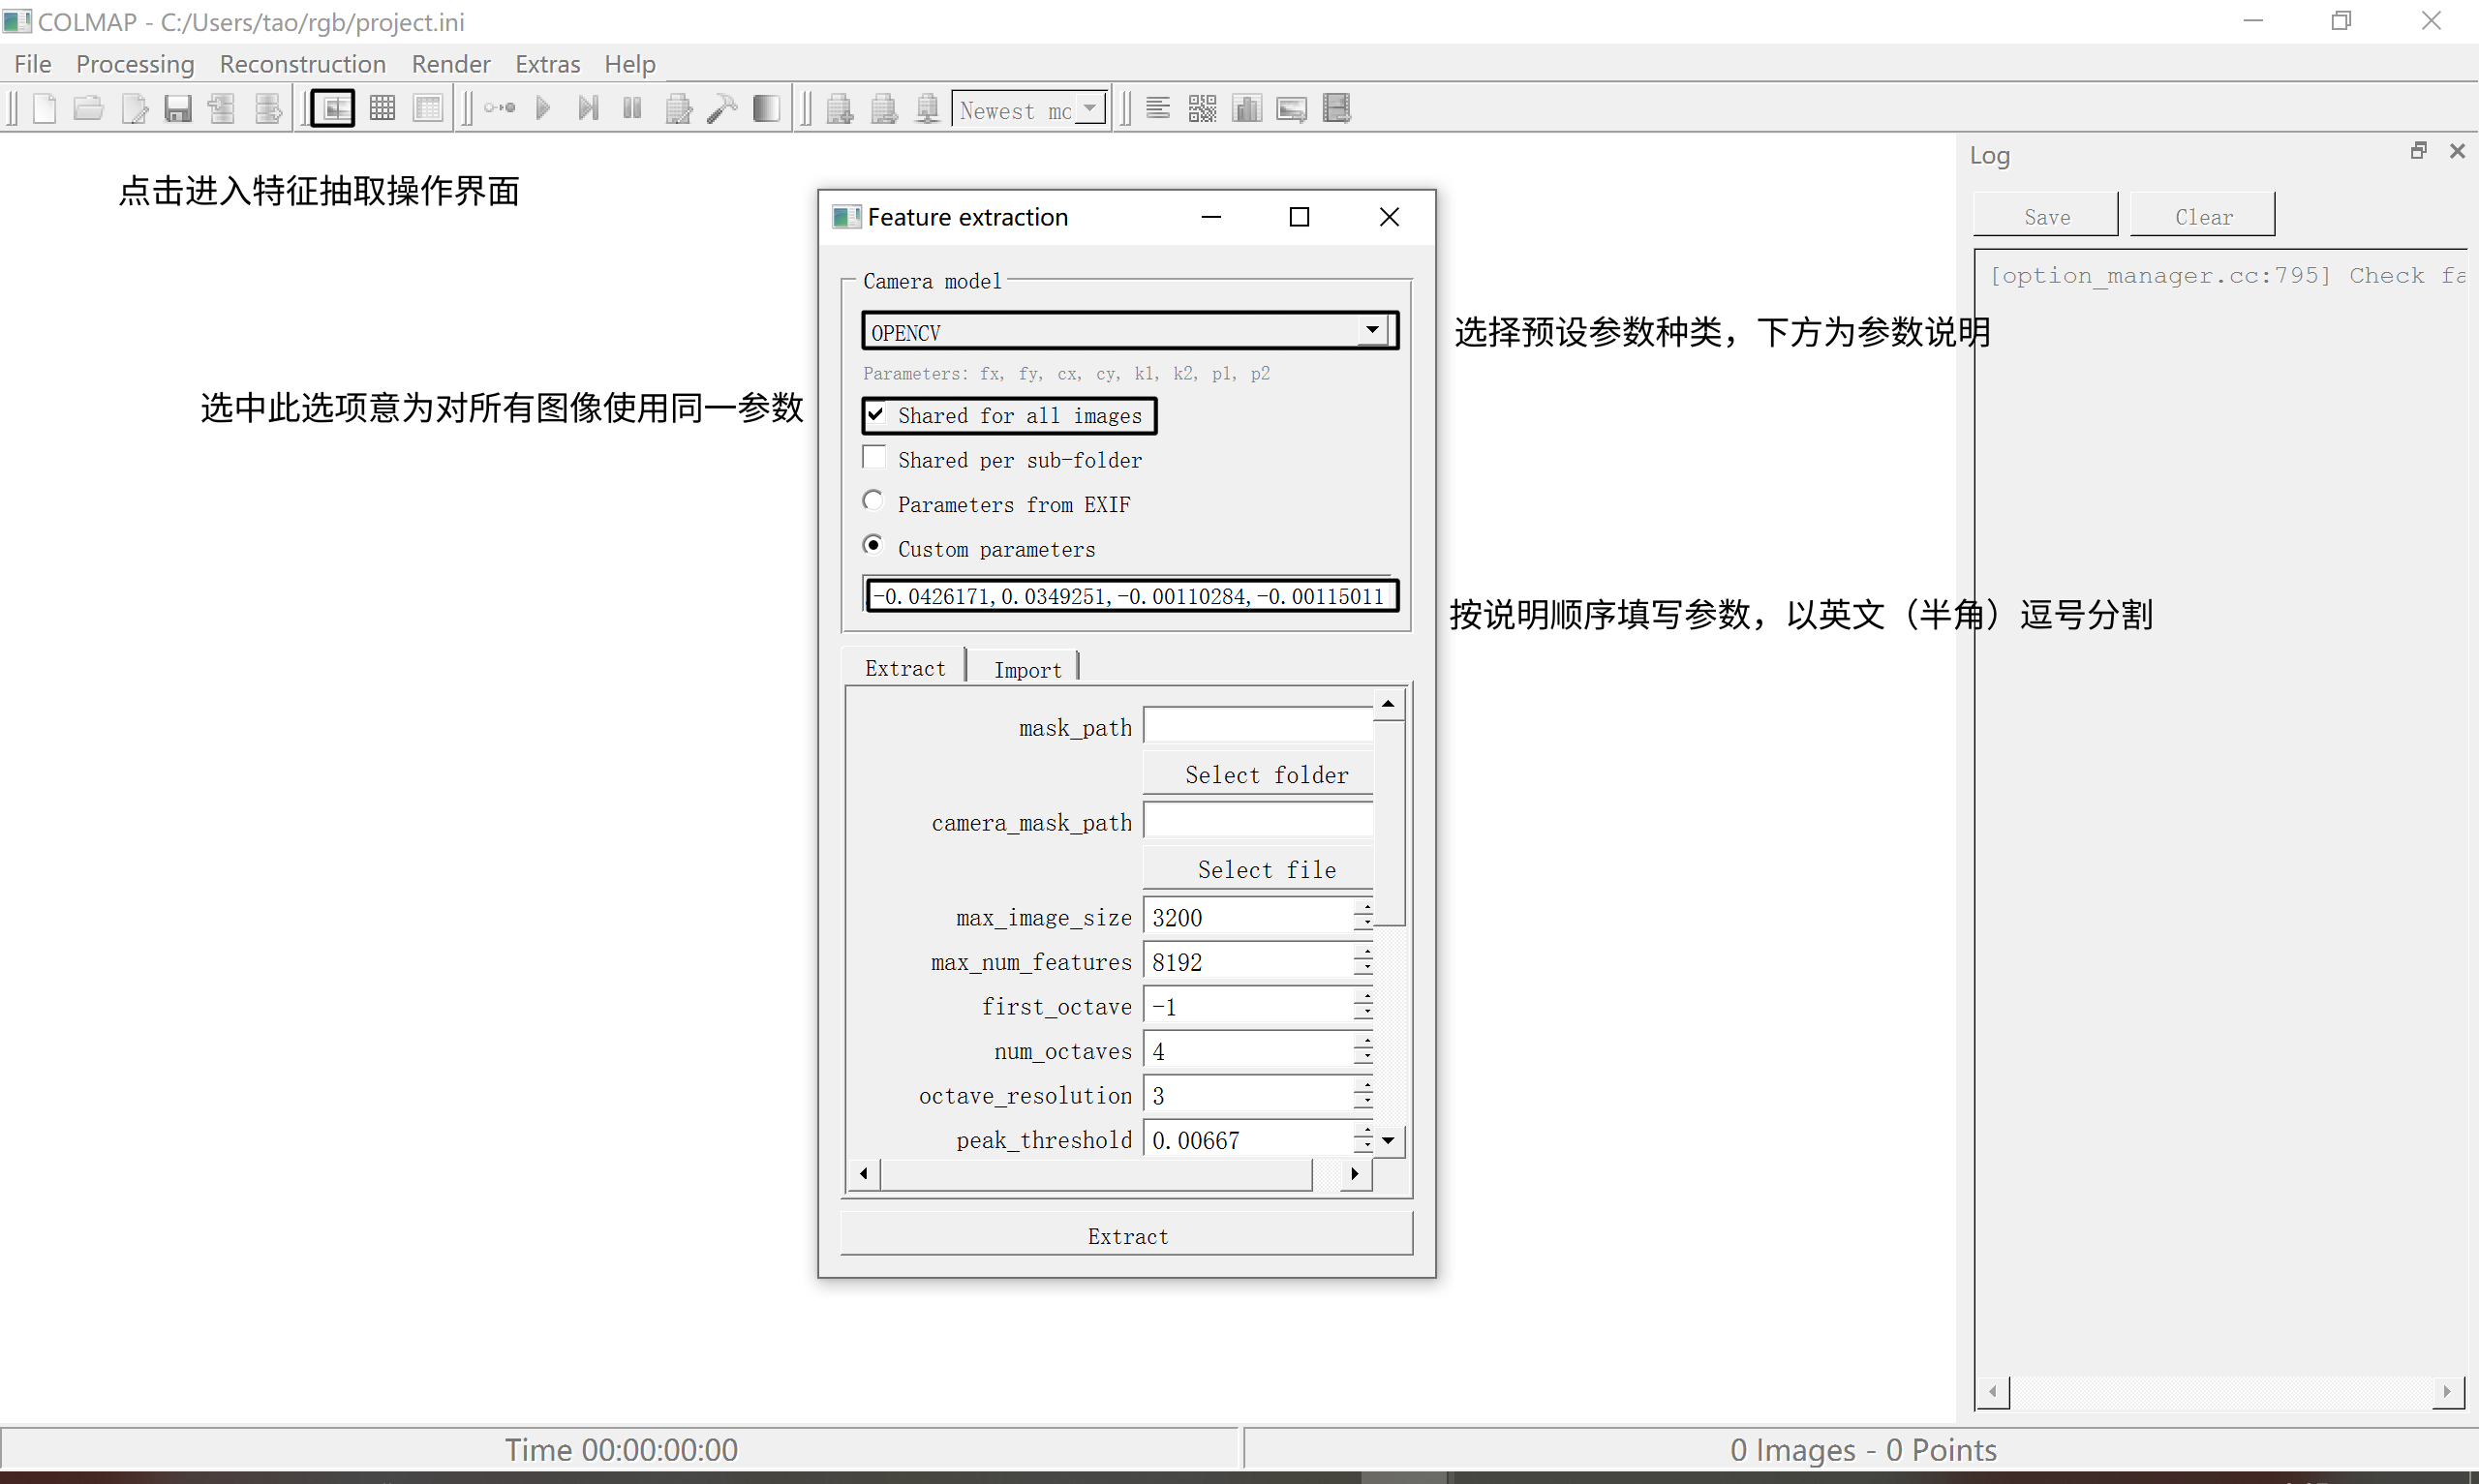 COLMAP - C:/Users/tao/rgb/project.ini
File Processing Reconstruction Render Extras Help
Newest mo
Log
Save Clear
[option_manager.cc:795] Check fa
点击进入特征抽取操作界面
Feature extraction
Camera model
OPENCV
选择预设参数种类，下方为参数说明
Parameters: fx, fy, cx, cy, k1, k2, p1, p2
选中此选项意为对所有图像使用同一参数
Shared for all images
Shared per sub-folder
Parameters from EXIF
Custom parameters
-0.0426171,0.0349251,-0.00110284,-0.00115011
按说明顺序填写参数，以英文（半角）逗号分割
Extract Import
mask_path
Select folder
camera_mask_path
Select file
max_image_size 3200
max_num_features 8192
first_octave -1
num_octaves 4
octave_resolution 3
peak_threshold 0.00667
Extract
Time 00:00:00:00
0 Images - 0 Points